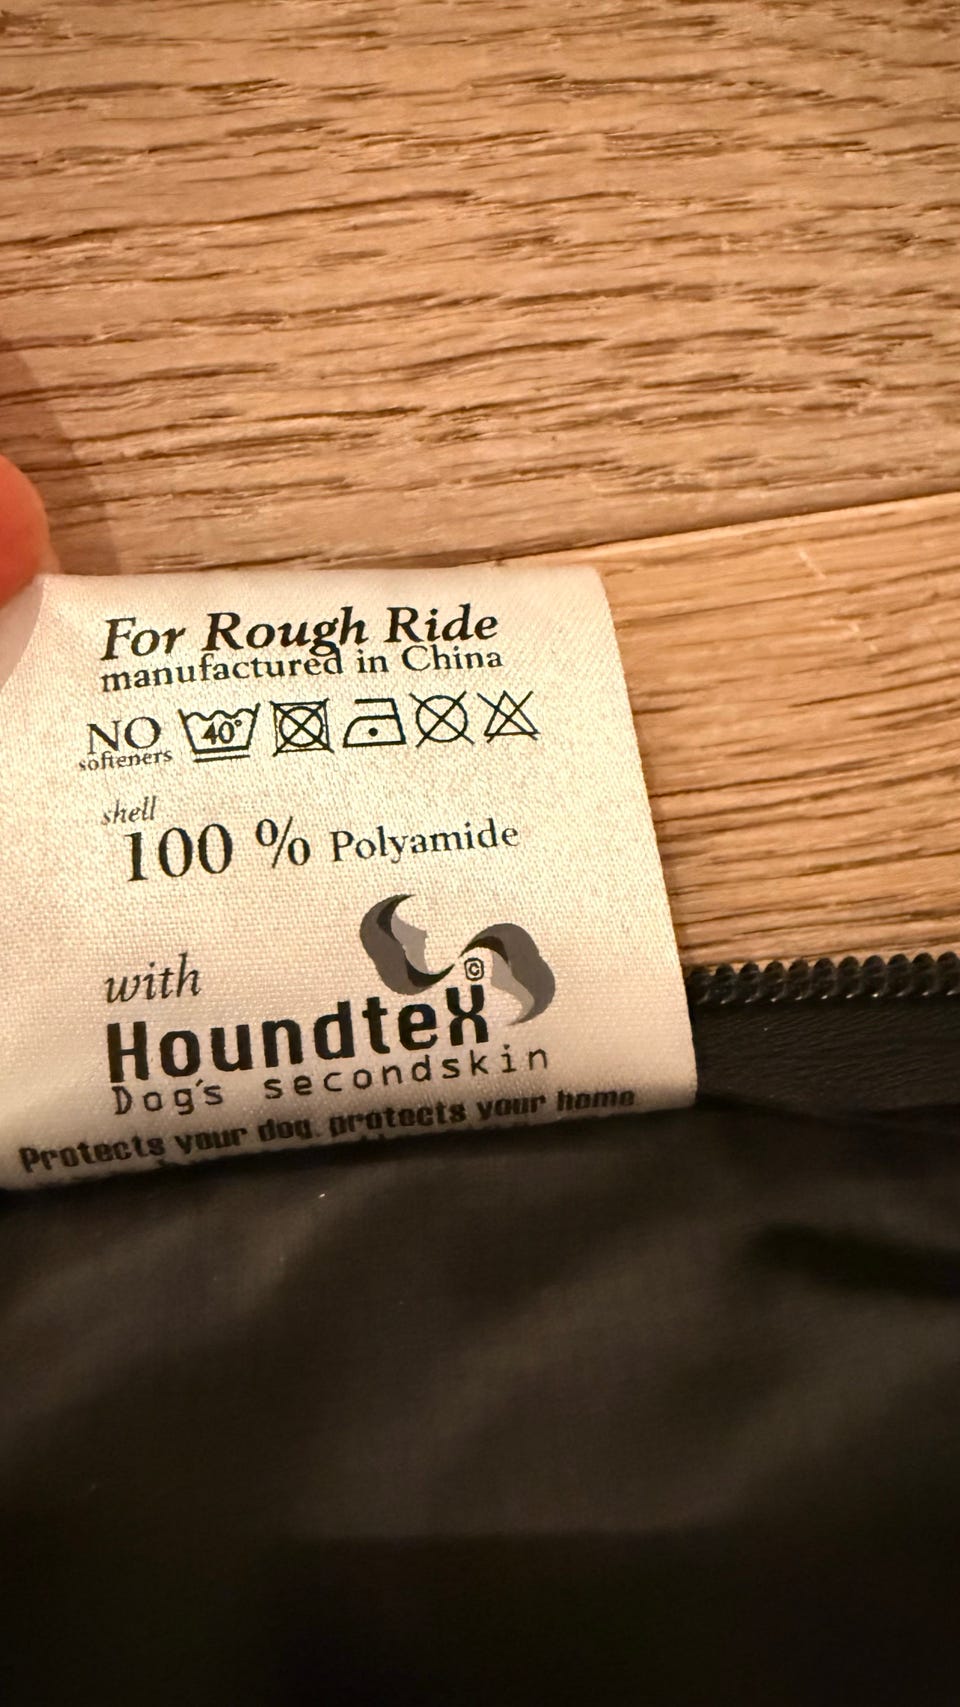 For Rough Ride
manufactured in China
NO
softeners
40°
shell
100 % Polyamide
with
Houndtex
Dog's secondskin
Protects your dog. protects your home